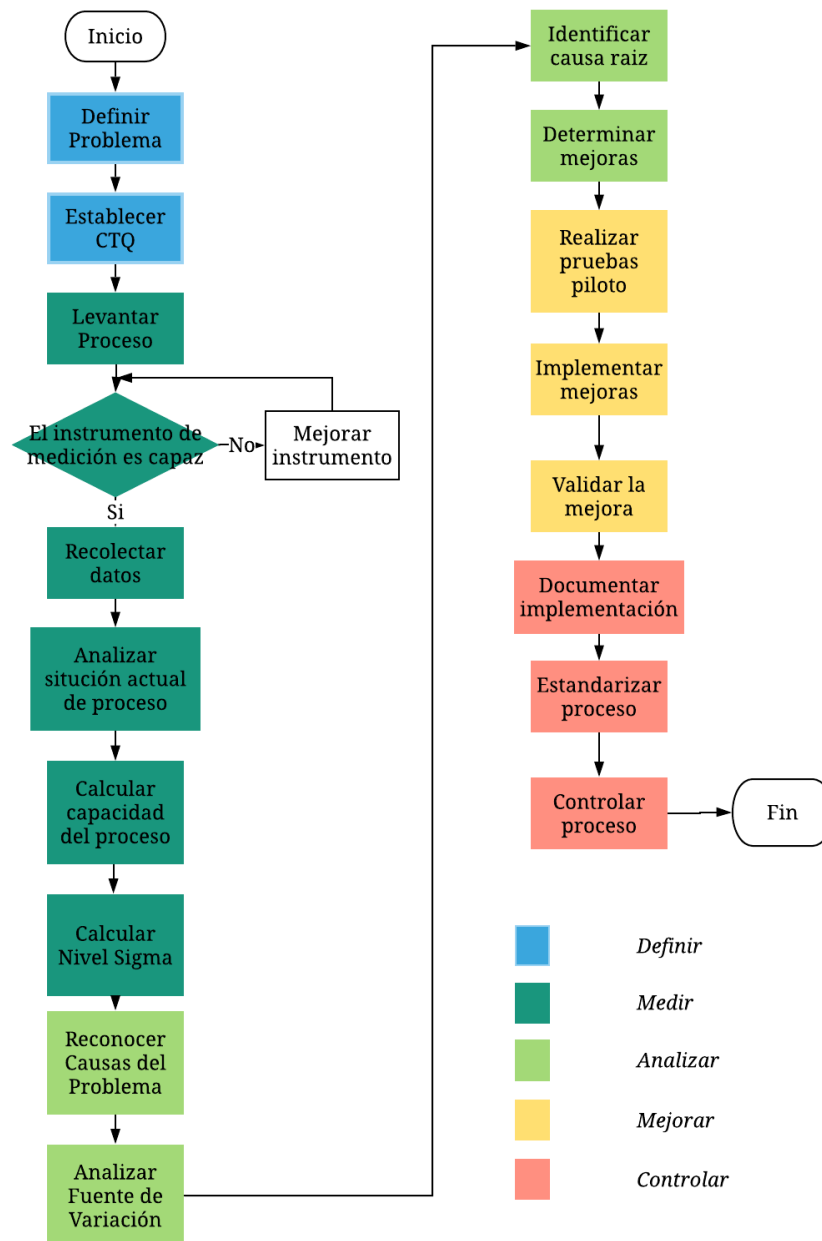 Inicio
Definir
Problema
Establecer
CTQ
Levantar
Proceso
El instrumento de
medición es capaz
No
Mejorar
instrumento
Si
Recolectar
datos
Analizar
situción actual
de proceso
Calcular
capacidad
del proceso
Calcular
Nivel Sigma
Reconocer
Causas del
Problema
Analizar
Fuente de
Variación
Identificar
causa raiz
Determinar
mejoras
Realizar
pruebas
piloto
Implementar
mejoras
Validar la
mejora
Documentar
implementación
Estandarizar
proceso
Controlar
proceso
Fin
Definir
Medir
Analizar
Mejorar
Controlar